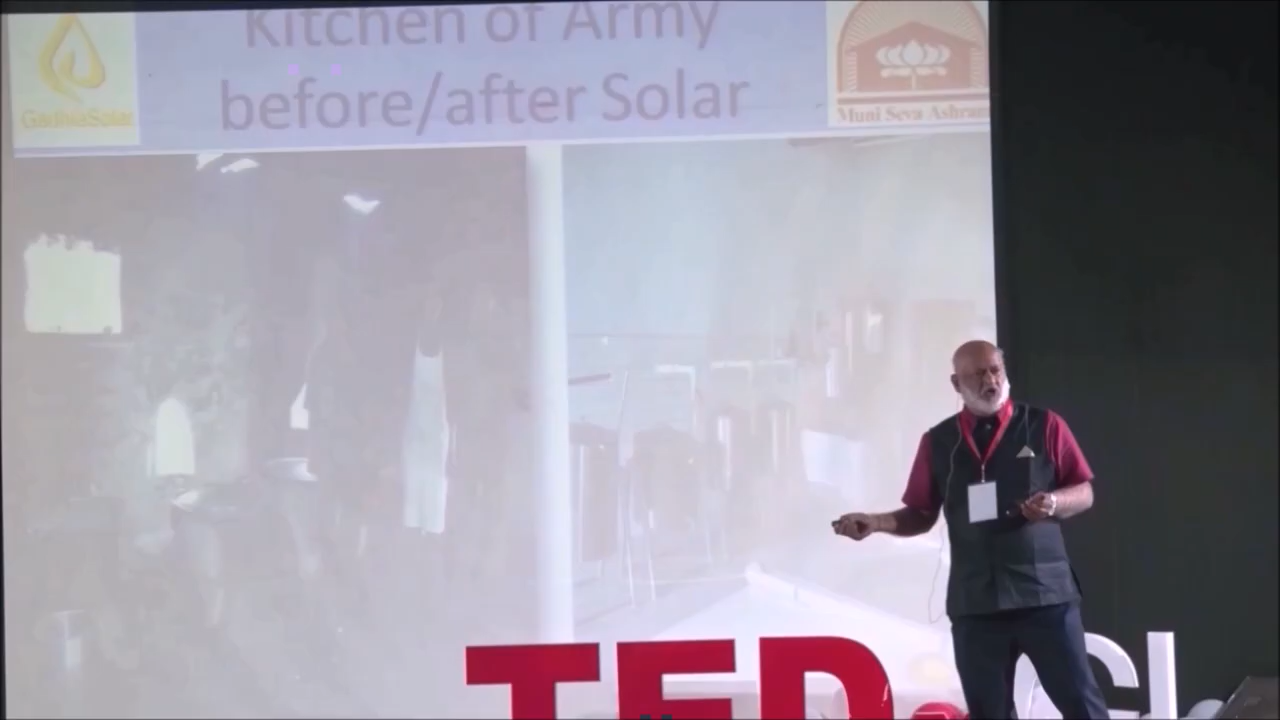 Kitchen of Army
before/after Solar
GadhiaSolar
Muni Seva Ashram
TED